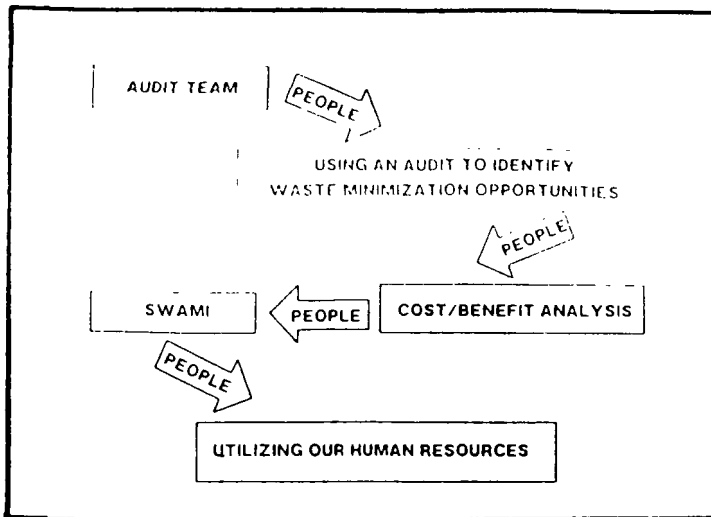 AUDIT TEAM
PEOPLE
USING AN AUDIT TO IDENTIFY
WASTE MINIMIZATION OPPORTUNITIES
PEOPLE
COST/BENEFIT ANALYSIS
PEOPLE
SWAMI
PEOPLE
UTILIZING OUR HUMAN RESOURCES